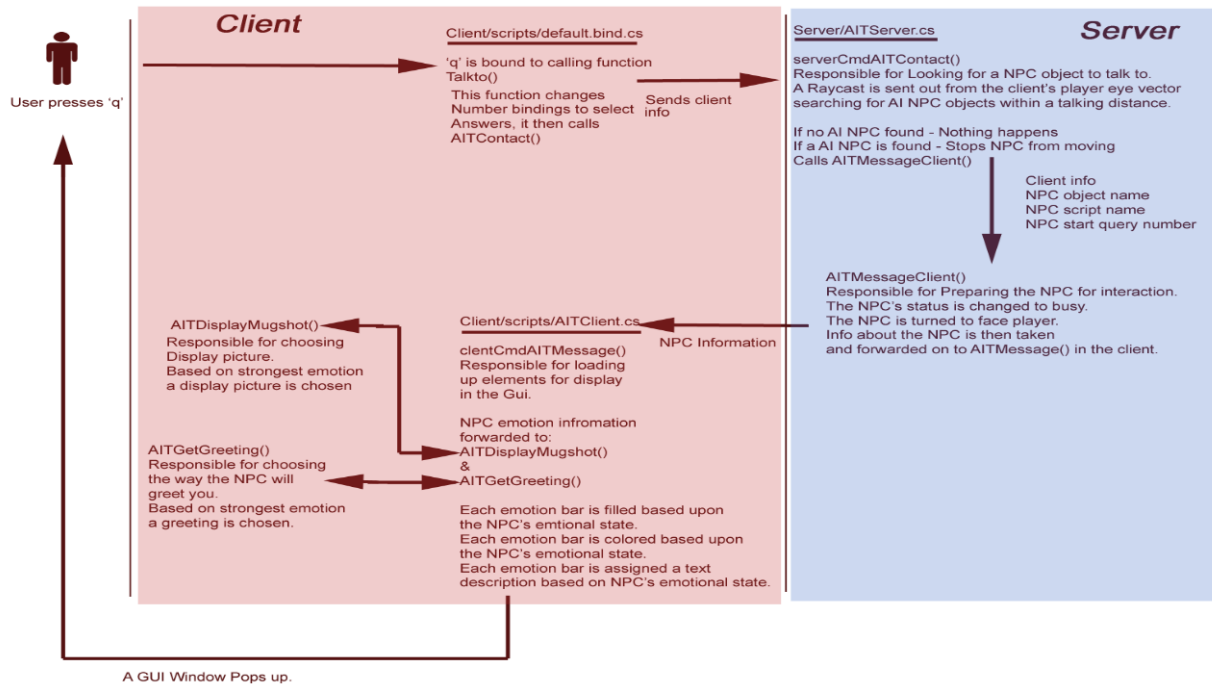 Client
Server
User presses 'q'
Client/scripts/default.bind.cs
'q' is bound to calling function
Talkto()
This function changes
Number bindings to select
Answers, it then calls
AITContact()
Sends client
info
Server/AITServer.cs
serverCmdAITContact()
Responsible for Looking for a NPC object to talk to.
A Raycast is sent out from the client's player eye vector
searching for AI NPC objects within a talking distance.
If no AI NPC found - Nothing happens
If a AI NPC is found - Stops NPC from moving
Calls AITMessageClient()
Client info
NPC object name
NPC script name
NPC start query number
AITMessageClient()
Responsible for Preparing the NPC for interaction.
The NPC's status is changed to busy.
The NPC is turned to face player.
Info about the NPC is then taken
and forwarded on to AITMessage() in the client.
NPC Information
Client/scripts/AITClient.cs
clentCmdAITMessage()
Responsible for loading
up elements for display
in the Gui.
NPC emotion infromation
forwarded to:
AITDisplayMugshot()
&
AITGetGreeting()
Each emotion bar is filled based upon
the NPC's emtional state.
Each emotion bar is colored based upon
the NPC's emotional state.
Each emotion bar is assigned a text
description based on NPC's emotional state.
AITDisplayMugshot()
Responsible for choosing
Display picture.
Based on strongest emotion
a display picture is chosen
AITGetGreeting()
Responsible for choosing
the way the NPC will
greet you.
Based on strongest emotion
a greeting is chosen.
A GUI Window Pops up.